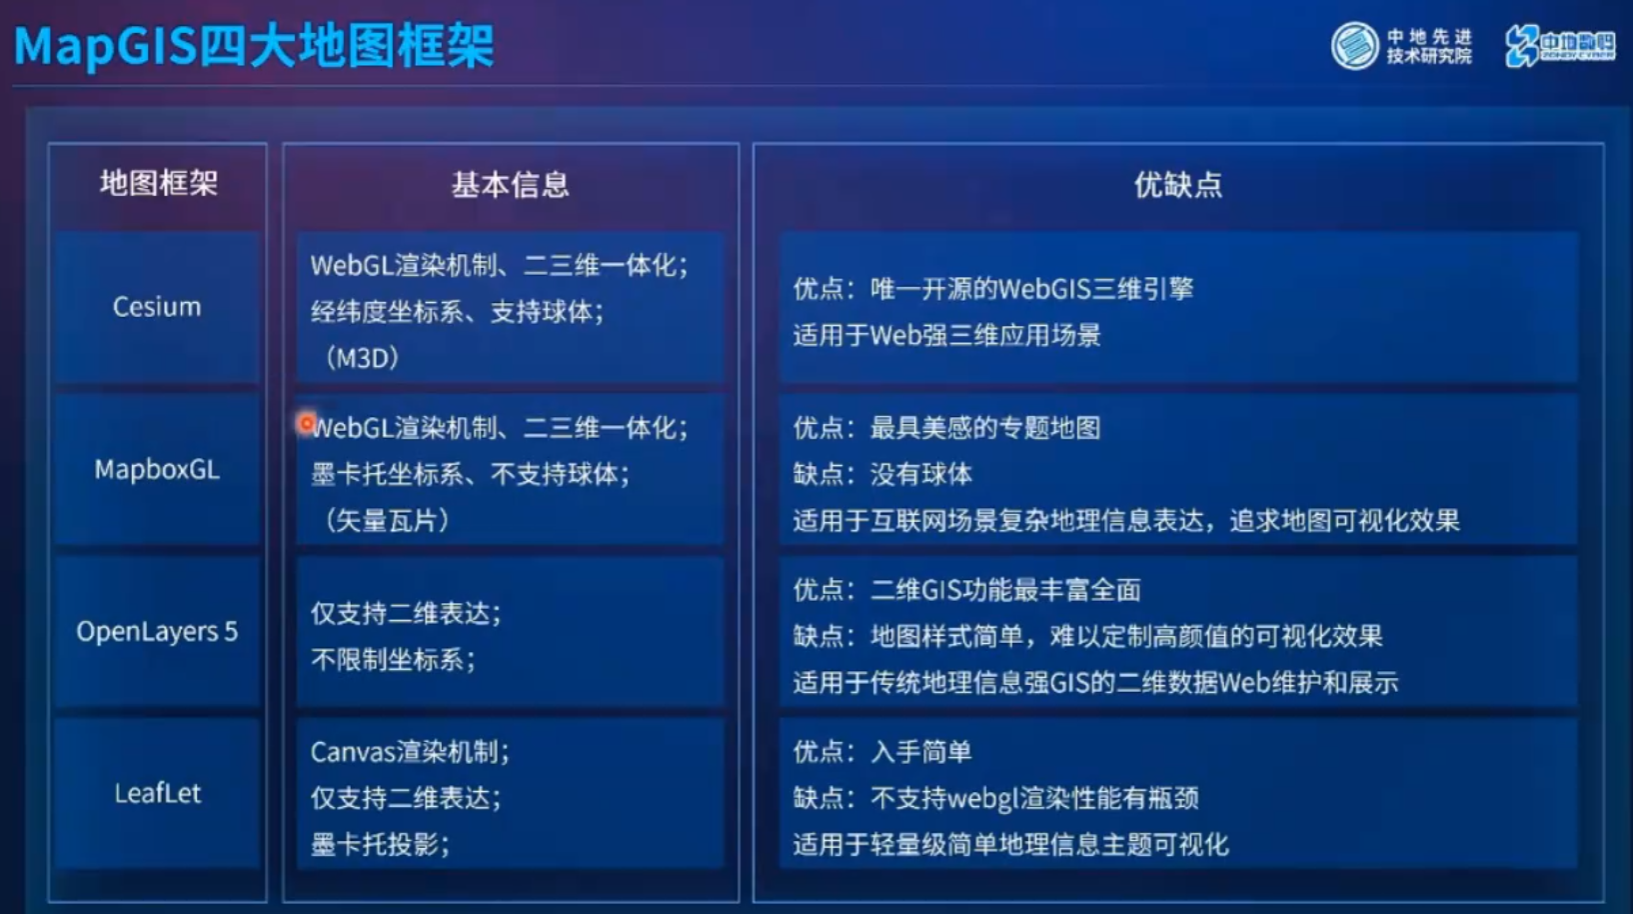 MapGIS四大地图框架
中地先进
技术研究院
中地数码
地图框架
基本信息
优缺点
Cesium
WebGL渲染机制、二三维一体化；
经纬度坐标系、支持球体；
（M3D）
优点：唯一开源的WebGIS三维引擎
适用于Web强三维应用场景
MapboxGL
WebGL渲染机制、二三维一体化；
墨卡托坐标系、不支持球体；
（矢量瓦片）
优点：最具美感的专题地图
缺点：没有球体
适用于互联网场景复杂地理信息表达，追求地图可视化效果
OpenLayers 5
仅支持二维表达；
不限制坐标系；
优点：二维GIS功能最丰富全面
缺点：地图样式简单，难以定制高颜值的可视化效果
适用于传统地理信息强GIS的二维数据Web维护和展示
LeafLet
Canvas渲染机制；
仅支持二维表达；
墨卡托投影；
优点：入手简单
缺点：不支持webgl渲染性能有瓶颈
适用于轻量级简单地理信息主题可视化